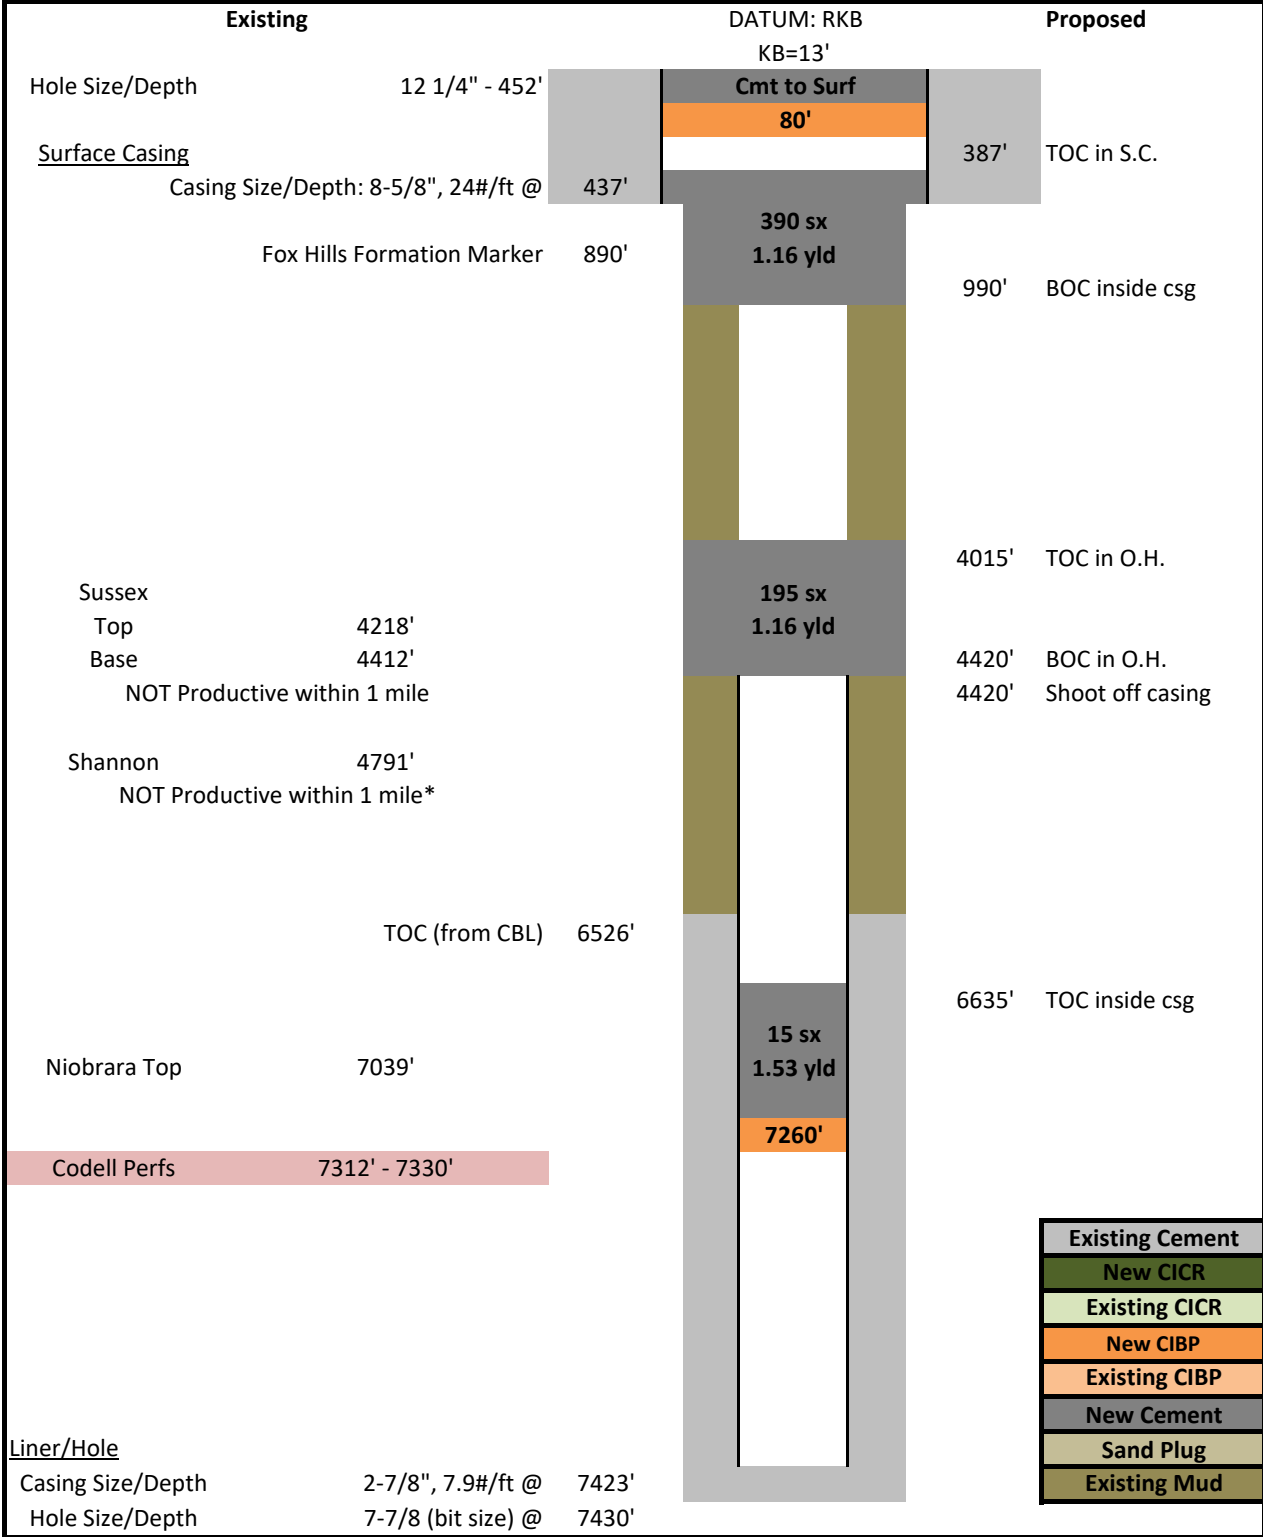 Existing DATUM: RKB Proposed
KB=13'
Hole Size/Depth 12 1/4" - 452' Cmt to Surf
80'
Surface Casing 387' TOC in S.C.
Casing Size/Depth: 8-5/8", 24#/ft @ 437'
390 sx
Fox Hills Formation Marker 890' 1.16 yld
990' BOC inside csg
4015' TOC in O.H.
Sussex 195 sx
Top 4218' 1.16 yld
Base 4412' 4420' BOC in O.H.
NOT Productive within 1 mile 4420' Shoot off casing
Shannon 4791'
NOT Productive within 1 mile*
TOC (from CBL) 6526'
6635' TOC inside csg
15 sx
Niobrara Top 7039' 1.53 yld
7260'
Codell Perfs 7312' - 7330'
Existing Cement
New CICR
Existing CICR
New CIBP
Existing CIBP
New Cement
Liner/Hole Sand Plug
Casing Size/Depth 2-7/8", 7.9#/ft @ 7423' Existing Mud
Hole Size/Depth 7-7/8 (bit size) @ 7430'